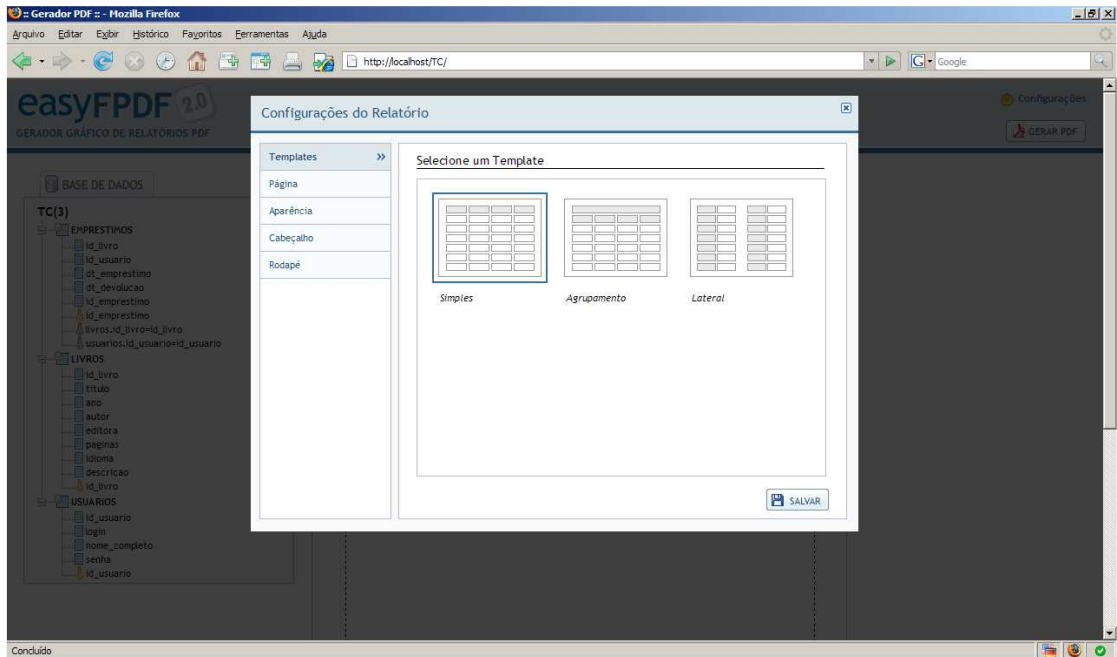 :: Gerador PDF :: - Mozilla Firefox
Arquivo Editar Exibir Histórico Favoritos Ferramentas Ajuda
http://localhost/TC/
G Google
easyFPDF 2.0
GERADOR GRÁFICO DE RELATÓRIOS PDF
Configurações
GERAR PDF
BASE DE DADOS
TC(3)
EMPRESTIMOS
id_livro
id_usuario
dt_emprestimo
dt_devolucao
id_emprestimo
id_emprestimo
livros.id_livro=id_livro
usuarios.id_usuario=id_usuario
LIVROS
id_livro
titulo
ano
autor
editora
paginas
idioma
descricao
id_livro
USUARIOS
id_usuario
login
nome_completo
senha
id_usuario
Configurações do Relatório
Templates »
Página
Aparência
Cabeçalho
Rodapé
Selecione um Template
Simples Agrupamento Lateral
SALVAR
Concluído